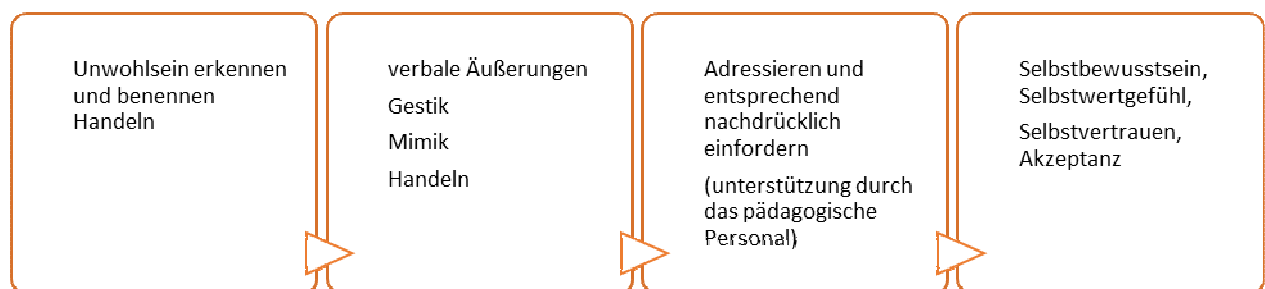 Unwohlsein erkennen
und benennen
Handeln
verbale Äußerungen
Gestik
Mimik
Handeln
Adressieren und
entsprechend
nachdrücklich
einfordern
(unterstützung durch
das pädagogische
Personal)
Selbstbewusstsein,
Selbstwertgefühl,
Selbstvertrauen,
Akzeptanz